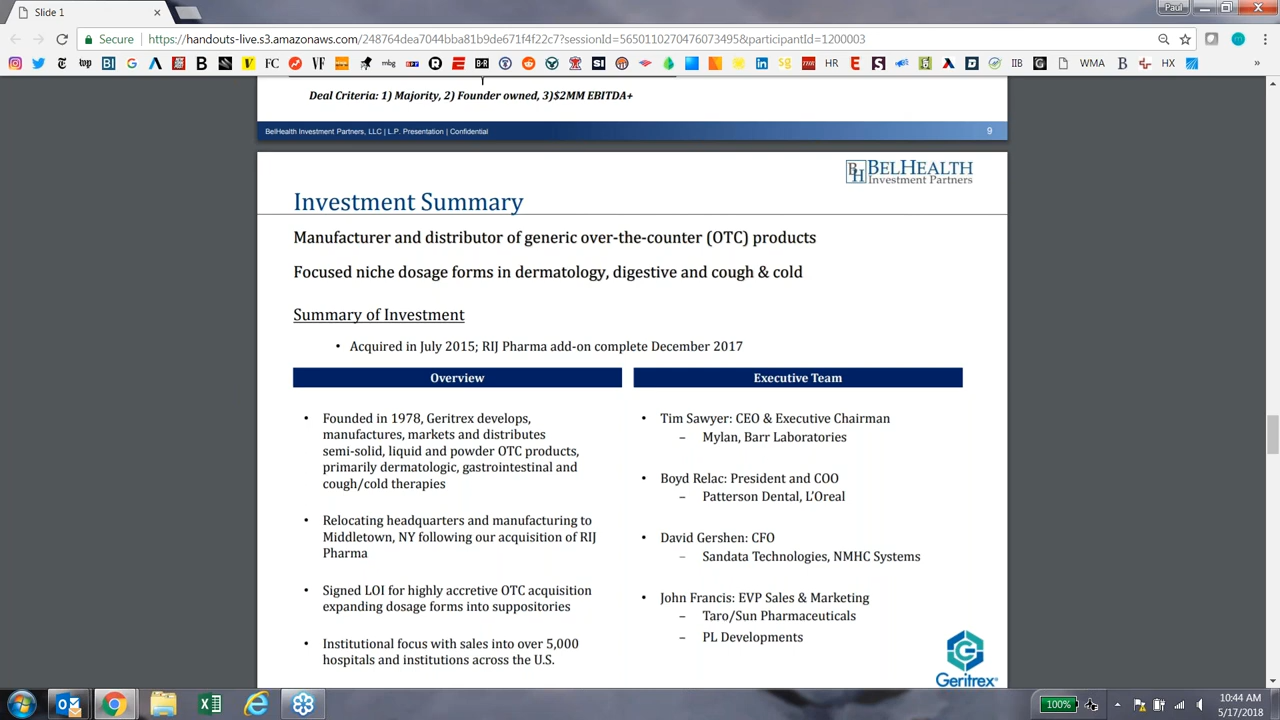 Slide 1
Paul
Secure
https://handouts-live.s3.amazonaws.com/248764dea7044bba81b9de671f4f22c7?sessionId=5650110270476073495&participantId=1200003
WMA
HX
Deal Criteria: 1) Majority, 2) Founder owned, 3)$2MM EBITDA+
BelHealth Investment Partners, LLC | L.P. Presentation | Confidential
9
BH BELHEALTH
Investment Partners
Investment Summary
Manufacturer and distributor of generic over-the-counter (OTC) products
Focused niche dosage forms in dermatology, digestive and cough & cold
Summary of Investment
• Acquired in July 2015; RIJ Pharma add-on complete December 2017
Overview
• Founded in 1978, Geritrex develops,
manufactures, markets and distributes
semi-solid, liquid and powder OTC products,
primarily dermatologic, gastrointestinal and
cough/cold therapies
• Relocating headquarters and manufacturing to
Middletown, NY following our acquisition of RIJ
Pharma
• Signed LOI for highly accretive OTC acquisition
expanding dosage forms into suppositories
• Institutional focus with sales into over 5,000
hospitals and institutions across the U.S.
Executive Team
• Tim Sawyer: CEO & Executive Chairman
– Mylan, Barr Laboratories
• Boyd Relac: President and COO
– Patterson Dental, L'Oreal
• David Gershen: CFO
– Sandata Technologies, NMHC Systems
• John Francis: EVP Sales & Marketing
– Taro/Sun Pharmaceuticals
– PL Developments
Geritrex®
100%
10:44 AM
5/17/2018